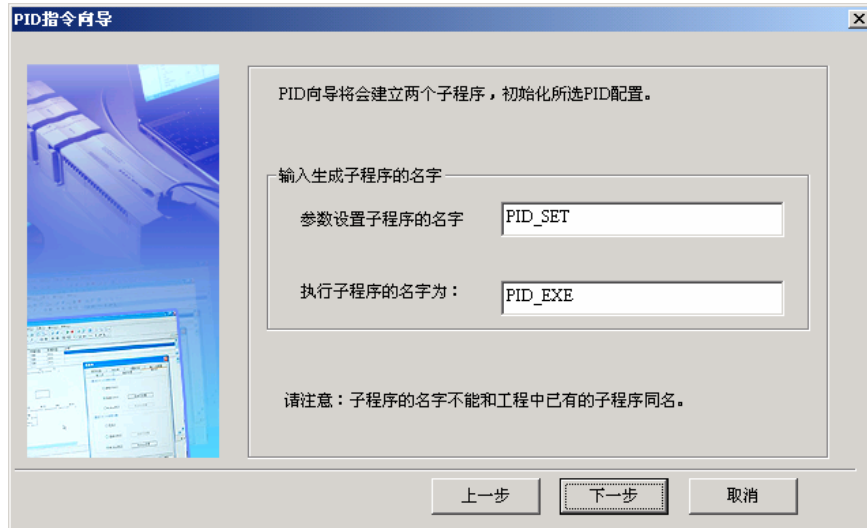 PID指令向导
PID向导将会建立两个子程序，初始化所选PID配置。
输入生成子程序的名字
参数设置子程序的名字
PID_SET
执行子程序的名字为：
PID_EXE
请注意：子程序的名字不能和工程中已有的子程序同名。
上一步
下一步
取消